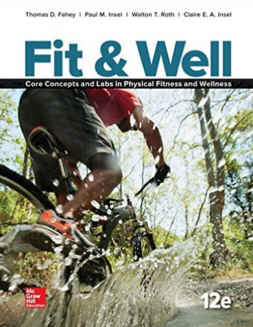 Thomas D. Fahey | Paul M. Insel | Walton T. Roth | Claire E. A. Insel
Fit & Well
Core Concepts and Labs in Physical Fitness and Wellness
Mc
Graw
Hill
Education
12e